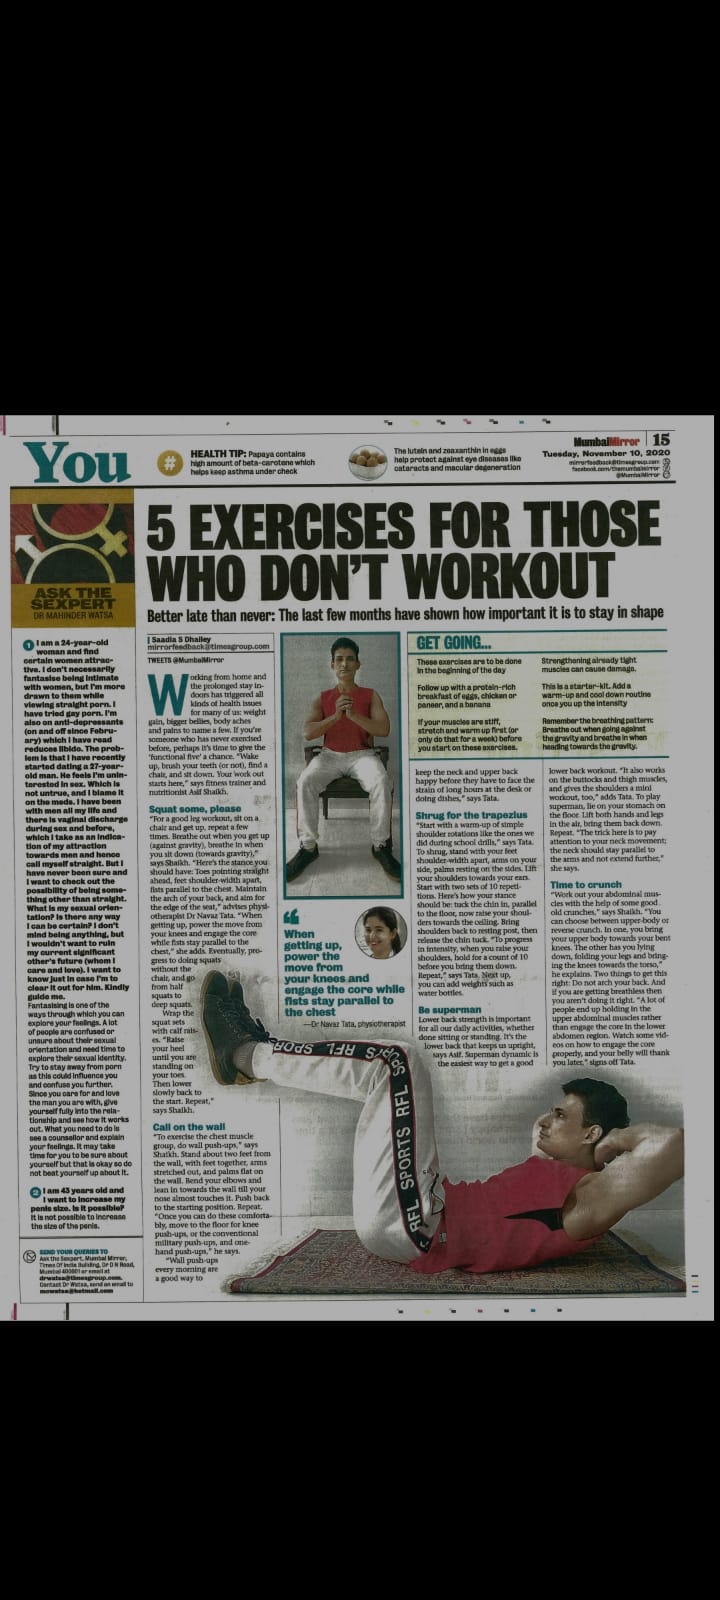 You
# HEALTH TIP: Papaya contains
high amount of beta-carotene which
helps keep asthma under check
The lutein and zeaxanthin in eggs
help protect against eye diseases like
cataracts and macular degeneration
MumbaiMirror | 15
Tuesday, November 10, 2020
mirrorfeedback@timesgroup.com
facebook.com/themumbaimirror
@MumbaiMirror
ASK THE
SEXPERT
DR MAHINDER WATSA
1 I am a 24-year-old
woman and find
certain women attrac-
tive. I don't necessarily
fantasise being intimate
with women, but I'm more
drawn to them while
viewing straight porn. I
have tried gay porn. I'm
also on anti-depressants
(on and off since Febru-
ary) which I have read
reduces libido. The prob-
lem is that I have recently
started dating a 27-year-
old man. He feels I'm unin-
terested in sex. Which is
not untrue, and I blame it
on the meds. I have been
with men all my life and
there is vaginal discharge
during sex and before,
which I take as an indica-
tion of my attraction
towards men and hence
call myself straight. But I
have never been sure and
I want to check out the
possibility of being some-
thing other than straight.
What is my sexual orien-
tation? Is there any way
I can be certain? I don't
mind being anything, but
I wouldn't want to ruin
my current significant
other's future (whom I
care and love). I want to
know just in case I'm to
clear it out for him. Kindly
guide me.
Fantasising is one of the
ways through which you can
explore your feelings. A lot
of people are confused or
unsure about their sexual
orientation and need time to
explore their sexual identity.
Try to stay away from porn
as this could influence you
and confuse you further.
Since you care for and love
the man you are with, give
yourself fully into the rela-
tionship and see how it works
out. What you need to do is
see a counsellor and explain
your feelings. It may take
time for you to be sure about
yourself but that is okay so do
not beat yourself up about it.
2 I am 43 years old and
I want to increase my
penis size. Is it possible?
It is not possible to increase
the size of the penis.
SEND YOUR QUERIES TO
Ask the Sexpert, Mumbai Mirror,
Times Of India Building, Dr D N Road,
Mumbai 400001 or email at
drwatsa@timesgroup.com.
Contact Dr Watsa, send an email to
mowatsa@hotmail.com
5 EXERCISES FOR THOSE
WHO DON'T WORKOUT
Better late than never: The last few months have shown how important it is to stay in shape
| Saadia S Dhailey
mirrorfeedback@timesgroup.com
TWEETS @MumbaiMirror
Working from home and
the prolonged stay in-
doors has triggered all
kinds of health issues
for many of us: weight
gain, bigger bellies, body aches
and pains to name a few. If you're
someone who has never exercised
before, perhaps it's time to give the
'functional five' a chance. "Wake
up, brush your teeth (or not), find a
chair, and sit down. Your work out
starts here," says fitness trainer and
nutritionist Asif Shaikh.
Squat some, please
"For a good leg workout, sit on a
chair and get up, repeat a few
times. Breathe out when you get up
(against gravity), breathe in when
you sit down (towards gravity),"
says Shaikh. "Here's the stance you
should have: Toes pointing straight
ahead, feet shoulder-width apart,
fists parallel to the chest. Maintain
the arch of your back, and aim for
the edge of the seat," advises physi-
otherapist Dr Navaz Tata. "When
getting up, power the move from
your knees and engage the core
while fists stay parallel to the
chest," she adds. Eventually, pro-
gress to doing squats
without the
chair, and go
from half
squats to
deep squats.
Wrap the
squat sets
with calf rais-
es. "Raise
your heel
until you are
standing on
your toes.
Then lower
slowly back to
the start. Repeat,"
says Shaikh.
Call on the wall
"To exercise the chest muscle
group, do wall push-ups," says
Shaikh. Stand about two feet from
the wall, with feet together, arms
stretched out, and palms flat on
the wall. Bend your elbows and
lean in towards the wall till your
nose almost touches it. Push back
to the starting position. Repeat.
"Once you can do these comforta-
bly, move to the floor for knee
push-ups, or the conventional
military push-ups, and one-
hand push-ups," he says.
"Wall push-ups
every morning are
a good way to
“
When
getting up,
power the
move from
your knees and
engage the core while
fists stay parallel to
the chest
—Dr Navaz Tata, physiotherapist
GET GOING...
These exercises are to be done
in the beginning of the day
Follow up with a protein-rich
breakfast of eggs, chicken or
paneer, and a banana
If your muscles are stiff,
stretch and warm up first (or
only do that for a week) before
you start on these exercises.
Strengthening already tight
muscles can cause damage.
This is a starter-kit. Add a
warm-up and cool down routine
once you up the intensity
Remember the breathing pattern:
Breathe out when going against
the gravity and breathe in when
heading towards the gravity.
keep the neck and upper back
happy before they have to face the
strain of long hours at the desk or
doing dishes," says Tata.
Shrug for the trapezius
"Start with a warm-up of simple
shoulder rotations like the ones we
did during school drills," says Tata.
To shrug, stand with your feet
shoulder-width apart, arms on your
side, palms resting on the sides. Lift
your shoulders towards your ears.
Start with two sets of 10 repeti-
tions. Here's how your stance
should be: tuck the chin in, parallel
to the floor, now raise your shoul-
ders towards the ceiling. Bring
shoulders back to resting post, then
release the chin tuck. "To progress
in intensity, when you raise your
shoulders, hold for a count of 10
before you bring them down.
Repeat," says Tata. Next up,
you can add weights such as
water bottles.
Be superman
Lower back strength is important
for all our daily activities, whether
done sitting or standing. It's the
lower back that keeps us upright,
says Asif. Superman dynamic is
the easiest way to get a good
lower back workout. "It also works
on the buttocks and thigh muscles,
and gives the shoulders a mini
workout, too," adds Tata. To play
superman, lie on your stomach on
the floor. Lift both hands and legs
in the air, bring them back down.
Repeat. "The trick here is to pay
attention to your neck movement;
the neck should stay parallel to
the arms and not extend further,"
she says.
Time to crunch
"Work out your abdominal mus-
cles with the help of some good
old crunches," says Shaikh. "You
can choose between upper-body or
reverse crunch. In one, you bring
your upper body towards your bent
knees. The other has you lying
down, folding your legs and bring-
ing the knees towards the torso,"
he explains. Two things to get this
right: Do not arch your back. And
if you are getting breathless then
you aren't doing it right. "A lot of
people end up holding in the
upper abdominal muscles rather
than engage the core in the lower
abdomen region. Watch some vid-
eos on how to engage the core
properly, and your belly will thank
you later," signs off Tata.
RFL SPORTS RFL SPORTS
RFL SPORTS RFL